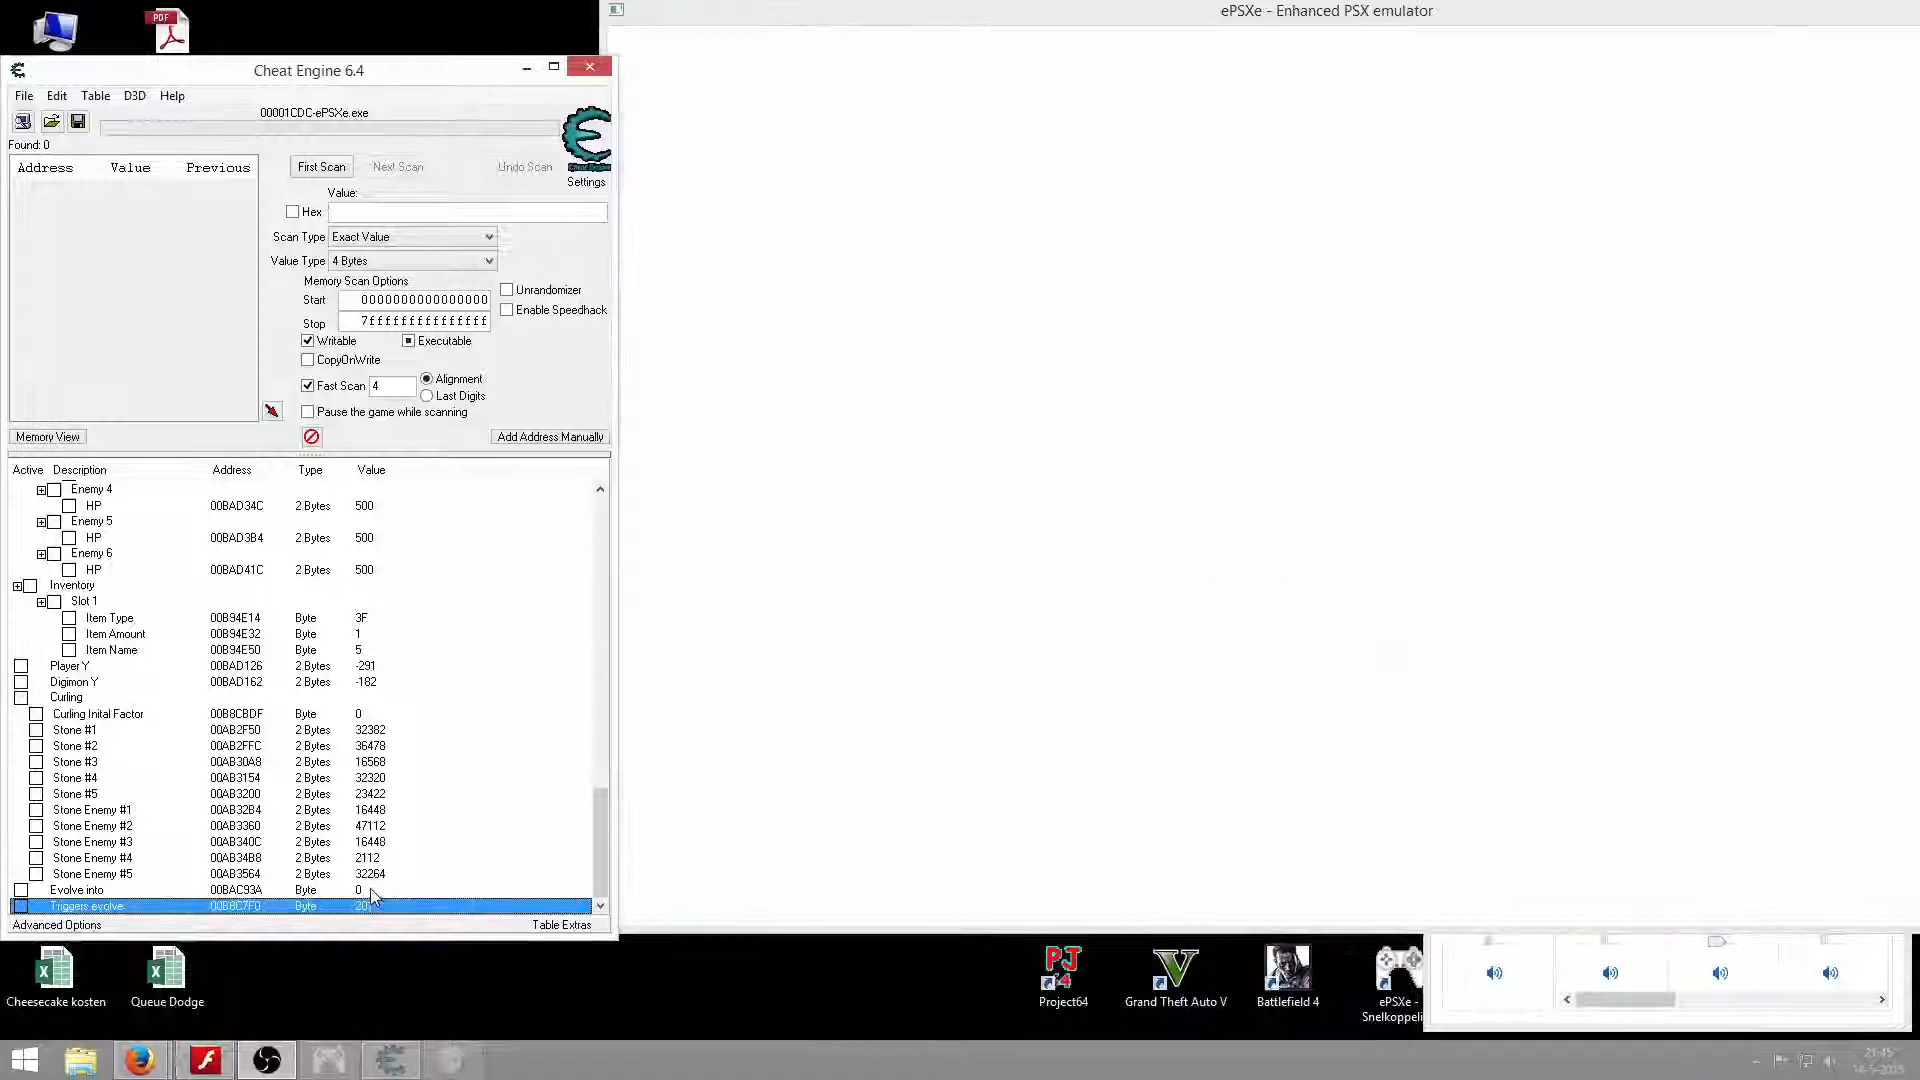 ePSXe - Enhanced PSX emulator
PDF
Cheat Engine 6.4
File Edit Table D3D Help
00001CDC-ePSXe.exe
Found: 0
Address Value Previous
First Scan Next Scan Undo Scan
Settings
Value:
Hex
Scan Type Exact Value
Value Type 4 Bytes
Memory Scan Options
Start 0000000000000000
Unrandomizer
Enable Speedhack
Stop 7fffffffffffffff
Writable Executable
CopyOnWrite
Fast Scan 4 Alignment
Last Digits
Pause the game while scanning
Memory View Add Address Manually
Active Description Address Type Value
Enemy 4
HP 00BAD34C 2 Bytes 500
Enemy 5
HP 00BAD3B4 2 Bytes 500
Enemy 6
HP 00BAD41C 2 Bytes 500
Inventory
Slot 1
Item Type 00B94E14 Byte 3F
Item Amount 00B94E32 Byte 1
Item Name 00B94E50 Byte 5
Player Y 00BAD126 2 Bytes -291
Digimon Y 00BAD162 2 Bytes -182
Curling
Curling Inital Factor 00B8CBDF Byte 0
Stone #1 00AB2F50 2 Bytes 32382
Stone #2 00AB2FFC 2 Bytes 36478
Stone #3 00AB30A8 2 Bytes 16568
Stone #4 00AB3154 2 Bytes 32320
Stone #5 00AB3200 2 Bytes 23422
Stone Enemy #1 00AB32B4 2 Bytes 16448
Stone Enemy #2 00AB3360 2 Bytes 47112
Stone Enemy #3 00AB340C 2 Bytes 16448
Stone Enemy #4 00AB34B8 2 Bytes 2112
Stone Enemy #5 00AB3564 2 Bytes 32264
Evolve into 00BAC93A Byte 0
Triggers evolve 00B8C7F0 Byte
Advanced Options Table Extras
Cheesecake kosten
Queue Dodge
PJ 4
Project64
Grand Theft Auto V
Battlefield 4
ePSXe -
Snelkoppeli
21:45
14-5-2015